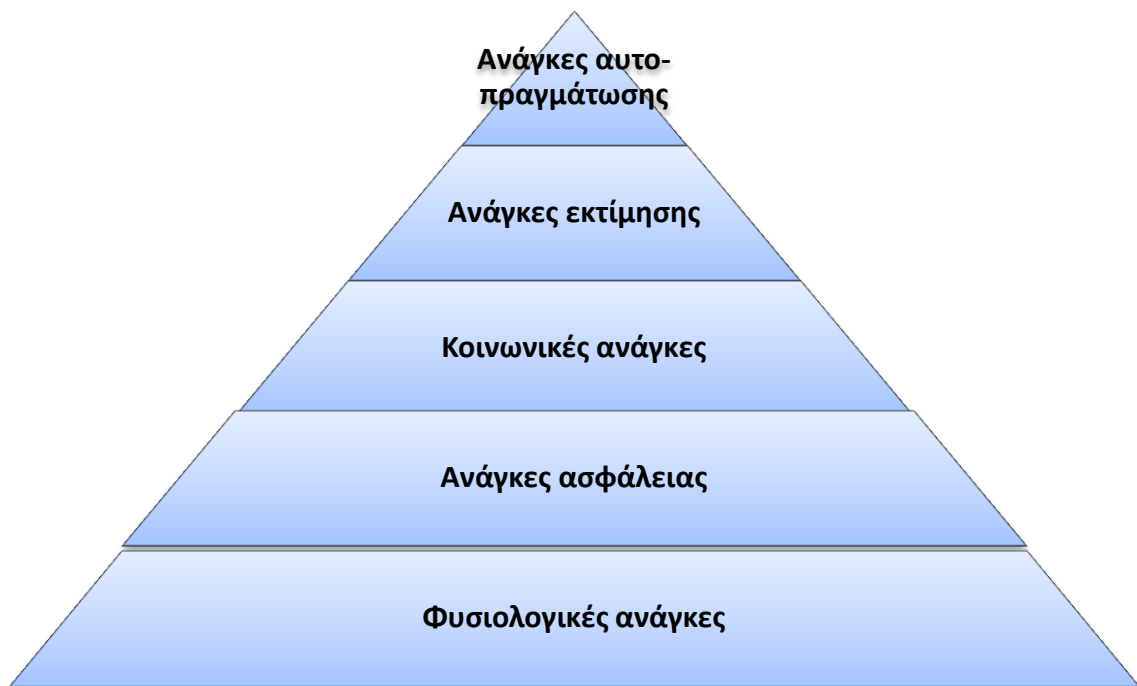 Ανάγκες αυτο-
πραγμάτωσης
Ανάγκες εκτίμησης
Κοινωνικές ανάγκες
Ανάγκες ασφάλειας
Φυσιολογικές ανάγκες